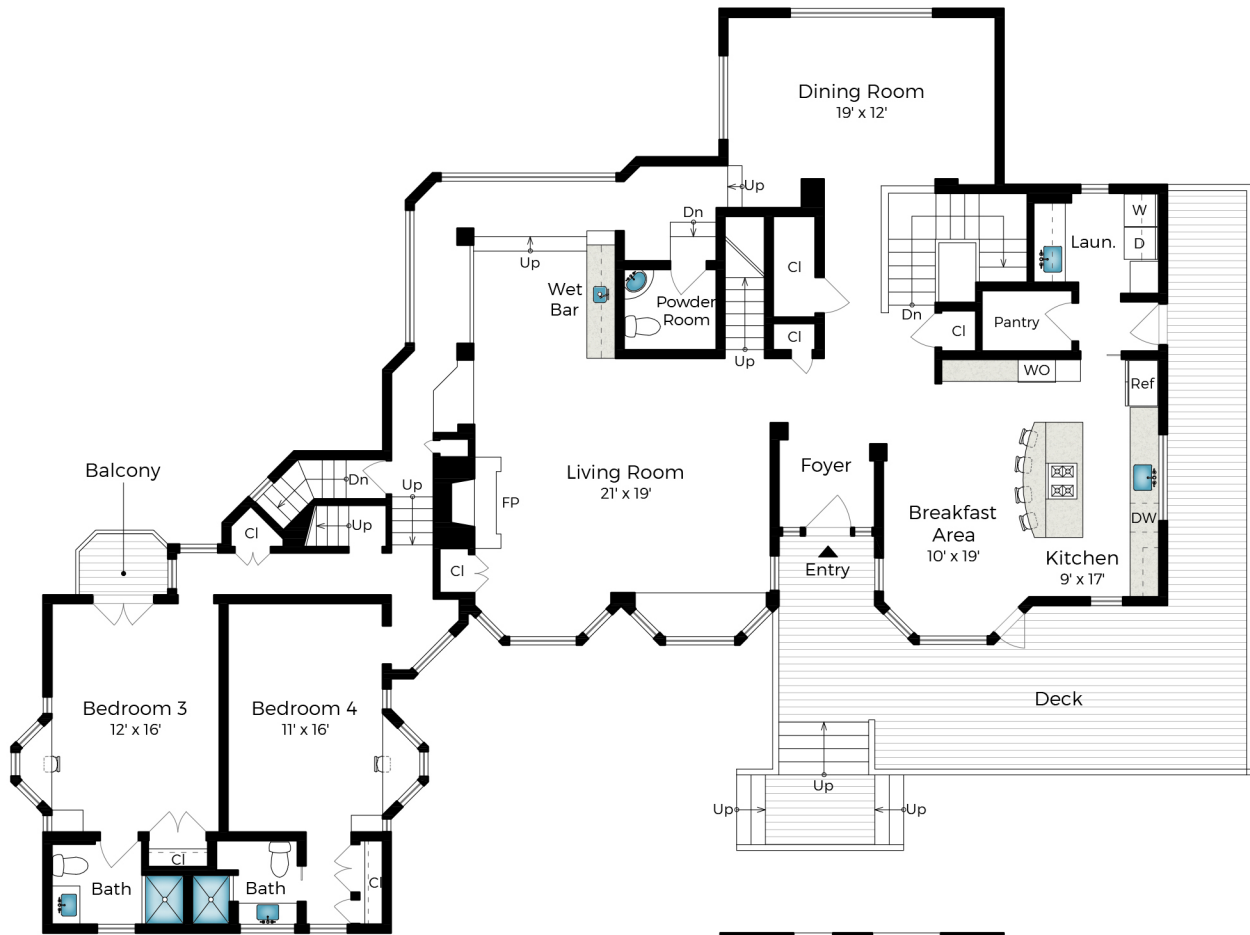 Dining Room
19' x 12'
Up
Dn
W
D
Laun.
Up
Wet
Bar
Powder
Room
Cl
Dn
Pantry
Cl
Cl
Up
WO
Ref
Balcony
Dn
Up
Up
Cl
Living Room
21' x 19'
FP
Foyer
Breakfast
Area
10' x 19'
DW
Kitchen
9' x 17'
Cl
Entry
Bedroom 3
12' x 16'
Bedroom 4
11' x 16'
Deck
Up
Up
Up
Cl
Bath
Bath
Cl